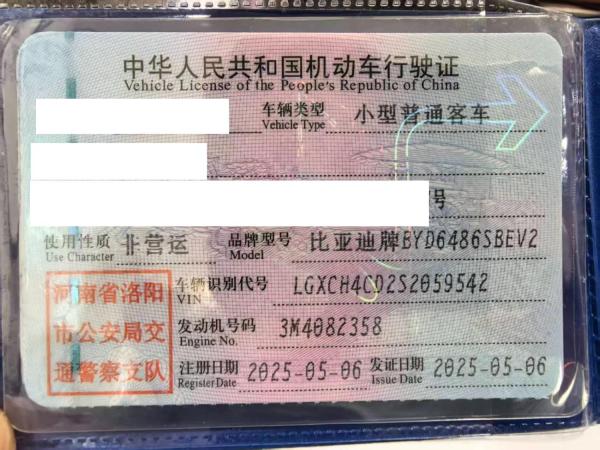 中华人民共和国机动车行驶证
Vehicle License of the People's Republic of China
车辆类型 小型普通客车
Vehicle Type
号
使用性质 非营运 品牌型号 比亚迪牌BYD6486SBEV2
Use Character Model
车辆识别代号 LGXCH4CD2S2059542
VIN
发动机号码 3M4082358
Engine No.
注册日期 2025-05-06 发证日期 2025-05-06
Register Date Issue Date
河南省洛阳
市公安局交
通警察支队